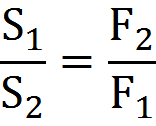 S₁/S₂ = F₂/F₁